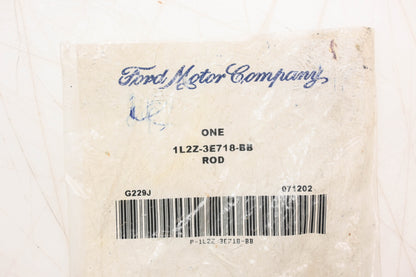 Ford Motor Company
ONE
1L2Z-3E718-BB
ROD
G229J 071202
P-1L2Z-3E718-BB